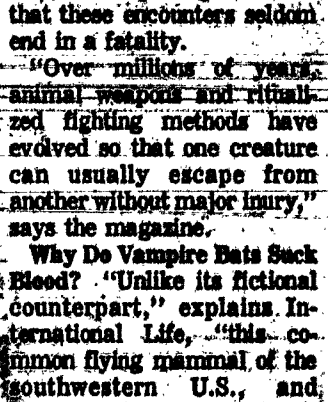 that these encounters seldom
end in a fatality.
"Over millions of years,
animal weapons and rituali-
zed fighting methods have
evolved so that one creature
can usually escape from
another without major inury,"
says the magazine.
Why Do Vampire Bats Suck
Blood? "Unlike its fictional
counterpart," explains In-
ternational Life, "this co-
mmon flying mammal of the
southwestern U.S., and